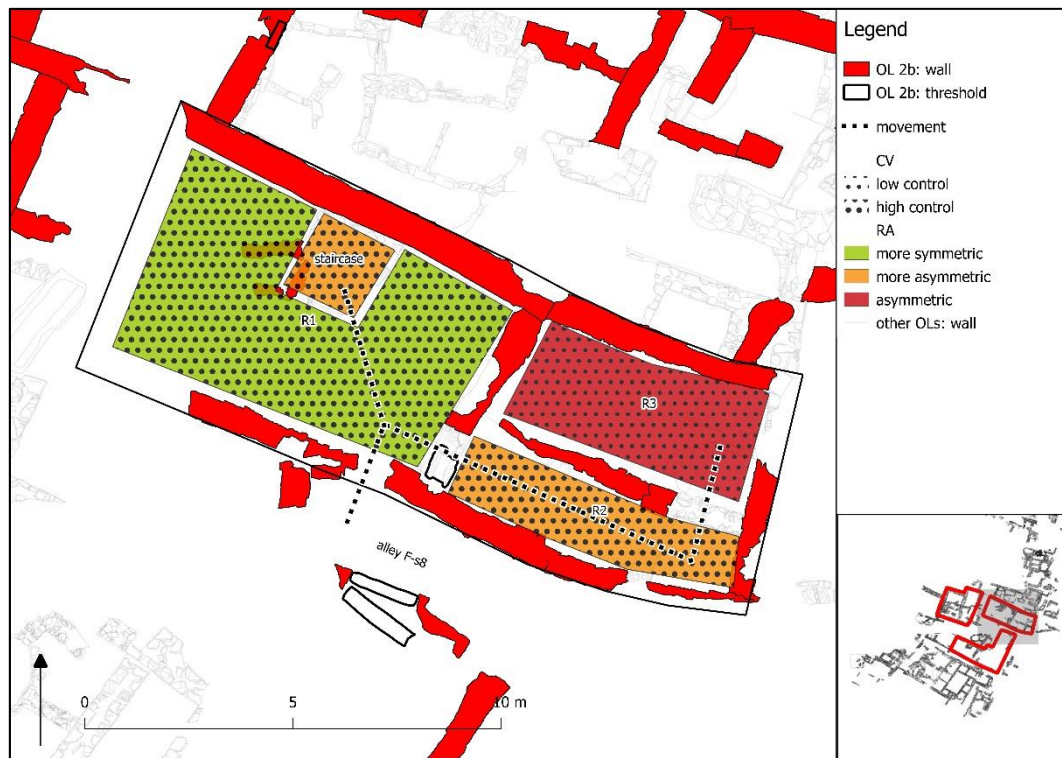 staircase
R1
R3
R2
alley F-s8
0
5
10 m
Legend
OL 2b: wall
OL 2b: threshold
movement
CV
low control
high control
RA
more symmetric
more asymmetric
asymmetric
other OLs: wall